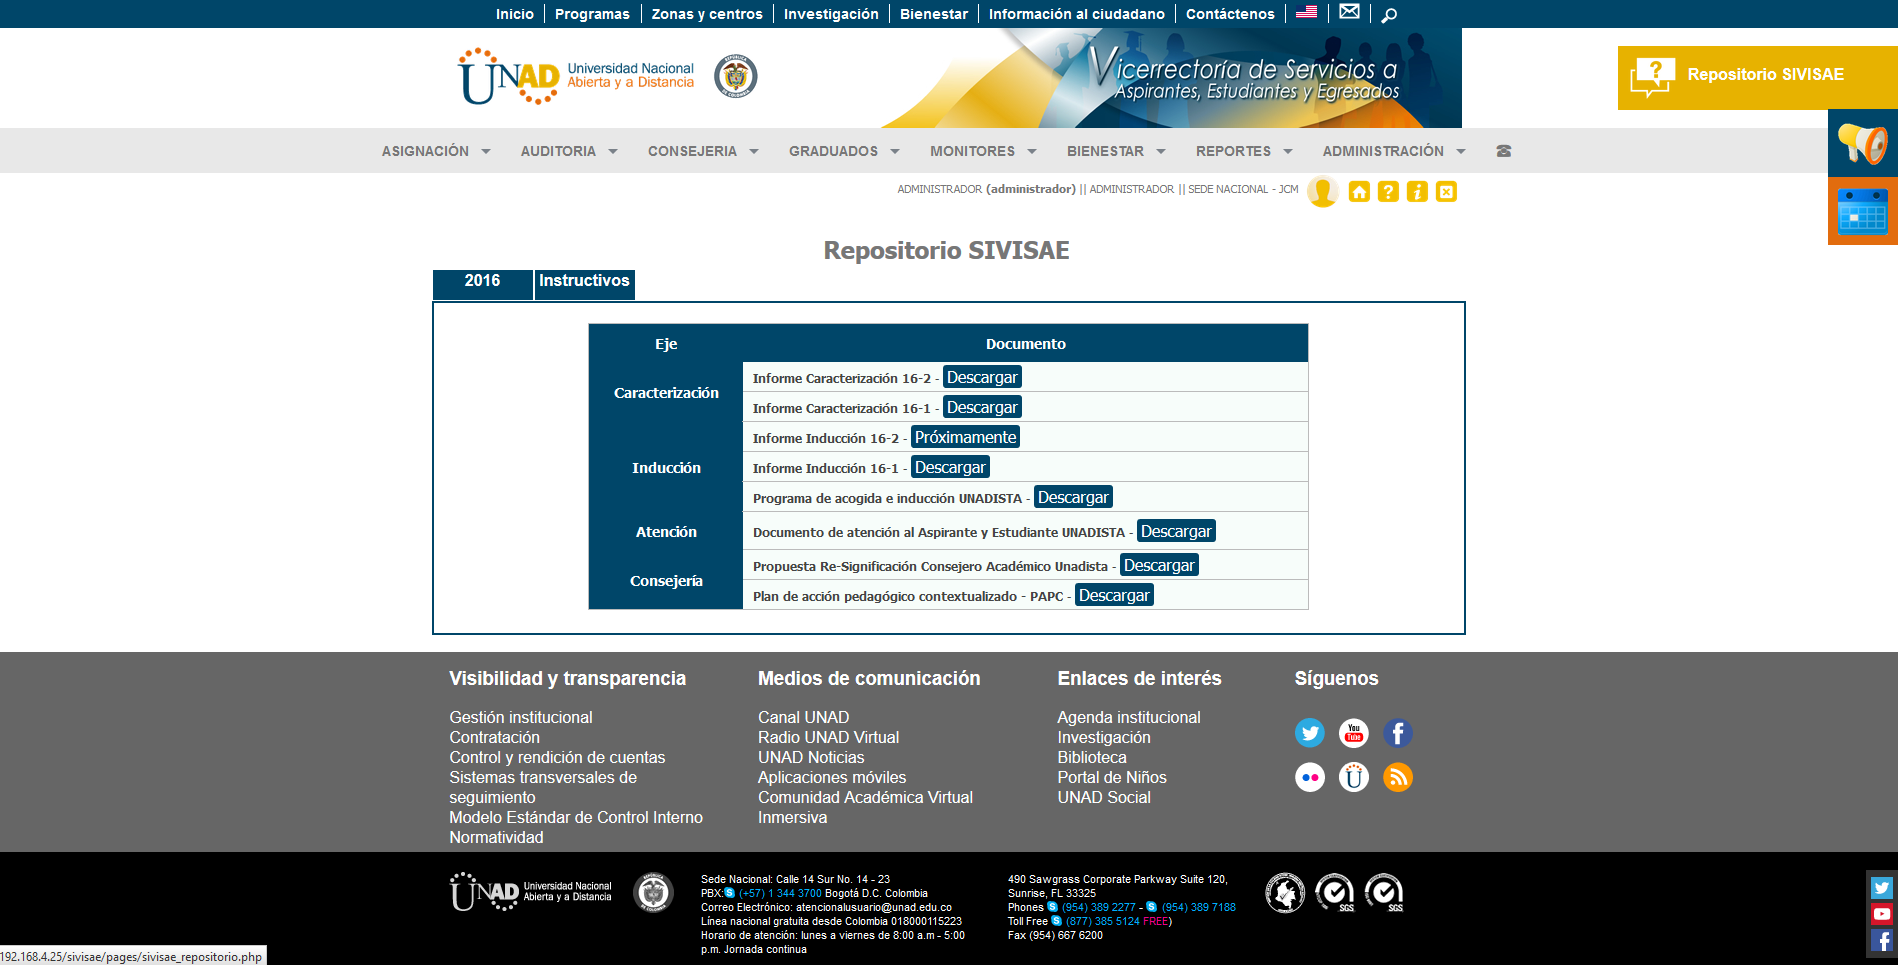 Inicio Programas Zonas y centros Investigación Bienestar Información al ciudadano Contáctenos
UNAD Universidad Nacional
Abierta y a Distancia
Vicerrectoría de Servicios a
Aspirantes, Estudiantes y Egresados
? Repositorio SIVISAE
ASIGNACIÓN AUDITORIA CONSEJERIA GRADUADOS MONITORES BIENESTAR REPORTES ADMINISTRACIÓN
ADMINISTRADOR (administrador) || ADMINISTRADOR || SEDE NACIONAL - JCM ? i
Repositorio SIVISAE
2016 Instructivos
Eje Documento
Caracterización
Informe Caracterización 16-2 - Descargar
Informe Caracterización 16-1 - Descargar
Inducción
Informe Inducción 16-2 - Próximamente
Informe Inducción 16-1 - Descargar
Programa de acogida e inducción UNADISTA - Descargar
Atención
Documento de atención al Aspirante y Estudiante UNADISTA - Descargar
Consejería
Propuesta Re-Significación Consejero Académico Unadista - Descargar
Plan de acción pedagógico contextualizado - PAPC - Descargar
Visibilidad y transparencia
Gestión institucional
Contratación
Control y rendición de cuentas
Sistemas transversales de
seguimiento
Modelo Estándar de Control Interno
Normatividad
Medios de comunicación
Canal UNAD
Radio UNAD Virtual
UNAD Noticias
Aplicaciones móviles
Comunidad Académica Virtual
Inmersiva
Enlaces de interés
Agenda institucional
Investigación
Biblioteca
Portal de Niños
UNAD Social
Síguenos
You
Tube
UNAD Universidad Nacional
Abierta y a Distancia
Sede Nacional: Calle 14 Sur No. 14 - 23
PBX: (+57) 1 344 3700 Bogotá D.C. Colombia
Correo Electrónico: atencionalusuario@unad.edu.co
Línea nacional gratuita desde Colombia 018000115223
Horario de atención: lunes a viernes de 8:00 a.m - 5:00
p.m. Jornada continua
490 Sawgrass Corporate Parkway Suite 120,
Sunrise, FL 33325
Phones (954) 389 2277 - (954) 389 7188
Toll Free (877) 385 5124 FREE)
Fax (954) 667 6200
SGS SGS
192.168.4.25/sivisae/pages/sivisae_repositorio.php